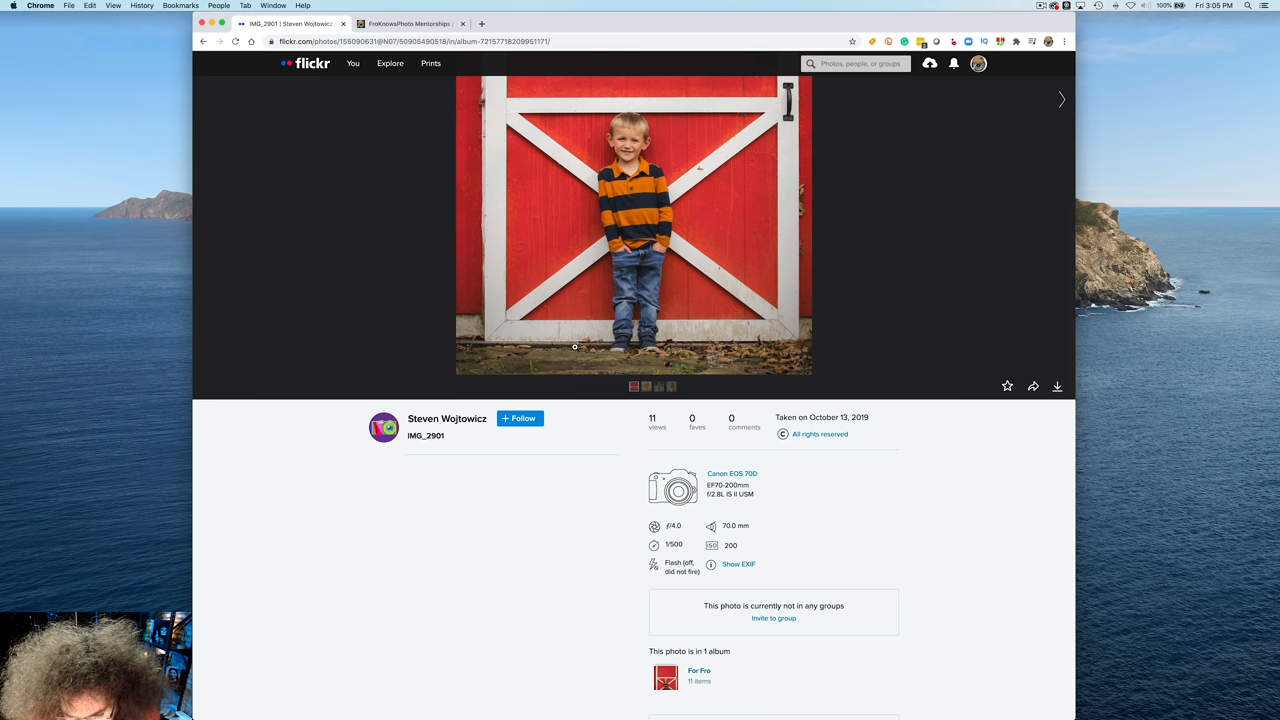 Chrome File Edit View History Bookmarks People Tab Window Help 100% Fri 3:05 PM
IMG_2901 | Steven Wojtowicz FroKnowsPhoto Mentorships
flickr.com/photos/155090631@N07/50905490518/in/album-72157718209951171/
flickr You Explore Prints Photos, people, or groups
Steven Wojtowicz + Follow
IMG_2901
11 0 0 Taken on October 13, 2019
views faves comments
All rights reserved
Canon EOS 70D
EF70-200mm
f/2.8L IS II USM
ƒ/4.0 70.0 mm
1/500 ISO 200
Flash (off, did not fire) Show EXIF
This photo is currently not in any groups
Invite to group
This photo is in 1 album
For Fro
11 items